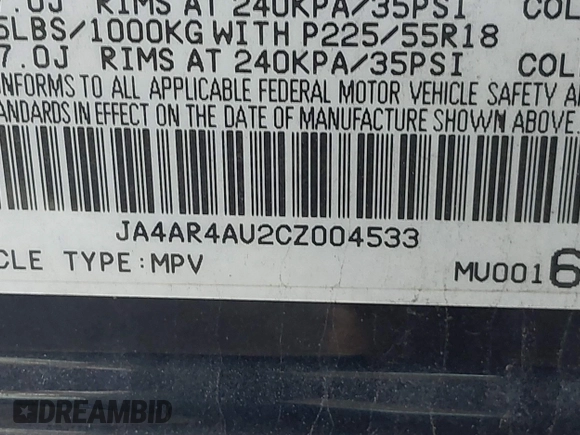 .0J RIMS AT 240KPA/35PSI COL
5LBS/1000KG WITH P225/55R18
7.0J RIMS AT 240KPA/35PSI COL
NFORMS TO ALL APPLICABLE FEDERAL MOTOR VEHICLE SAFETY A
ANDARDS IN EFFECT ON THE DATE OF MANUFACTURE SHOWN ABOVE.
JA4AR4AU2CZ004533
CLE TYPE:MPV MU0016
DREAMBID